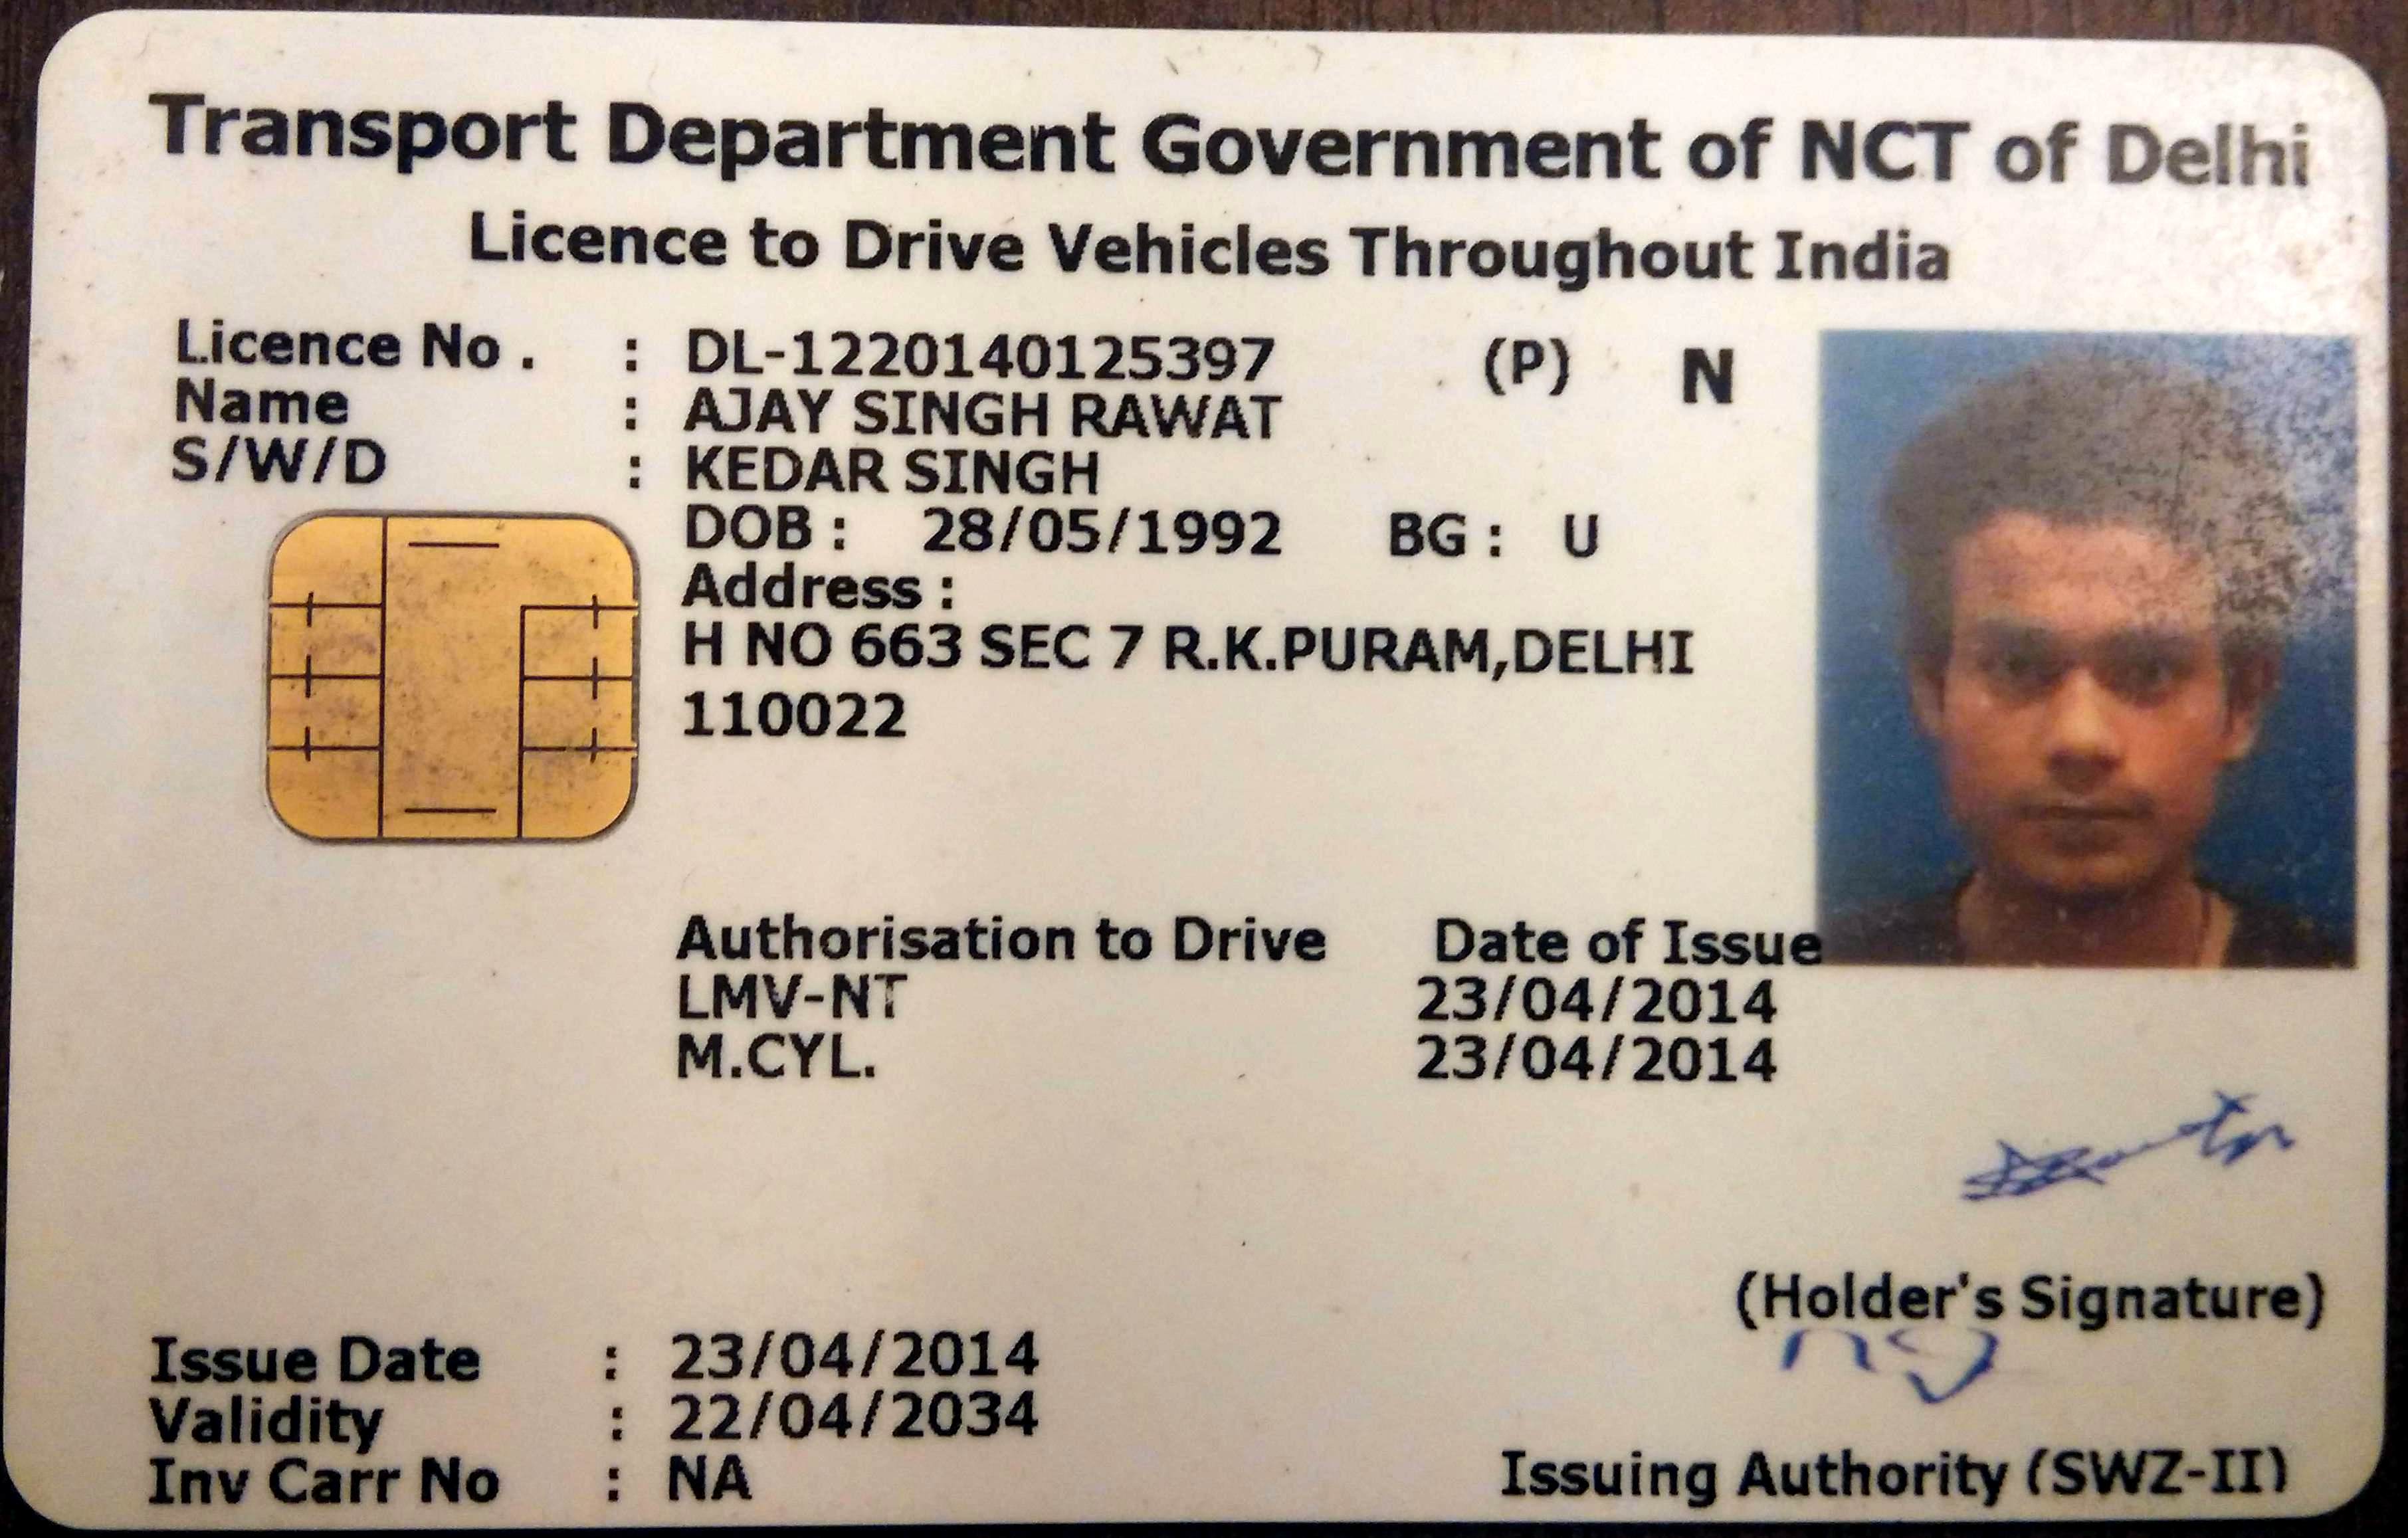 Transport Department Government of NCT of Delhi
Licence to Drive Vehicles Throughout India
Licence No . : DL-1220140125397 (P) N
Name : AJAY SINGH RAWAT
S/W/D : KEDAR SINGH
DOB : 28/05/1992 BG : U
Address :
H NO 663 SEC 7 R.K.PURAM,DELHI
110022
Authorisation to Drive Date of Issue
LMV-NT 23/04/2014
M.CYL. 23/04/2014
(Holder's Signature)
Issue Date : 23/04/2014
Validity : 22/04/2034
Inv Carr No : NA
Issuing Authority (SWZ-II)